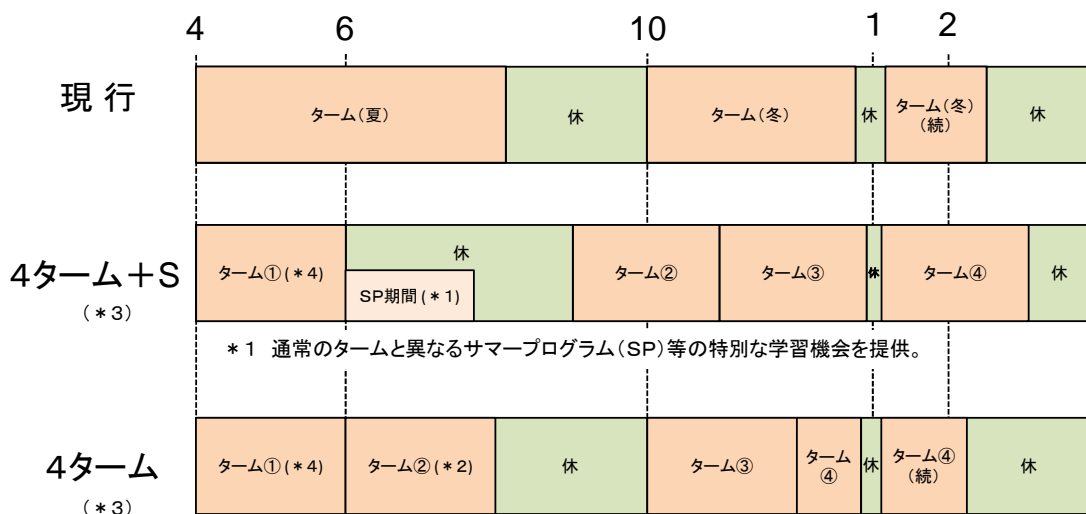 4 6 10 1 2
現 行
ターム(夏) 休 ターム(冬) 休 ターム(冬) 休
(続)
4ターム+S
(*3)
ターム①(*4) 休 ターム② ターム③ 休 ターム④ 休
SP期間(*1)
*1 通常のタームと異なるサマープログラム(SP)等の特別な学習機会を提供。
4ターム
(*3)
ターム①(*4) ターム②(*2) 休 ターム③ ターム 休 ターム④ 休
④ (続)